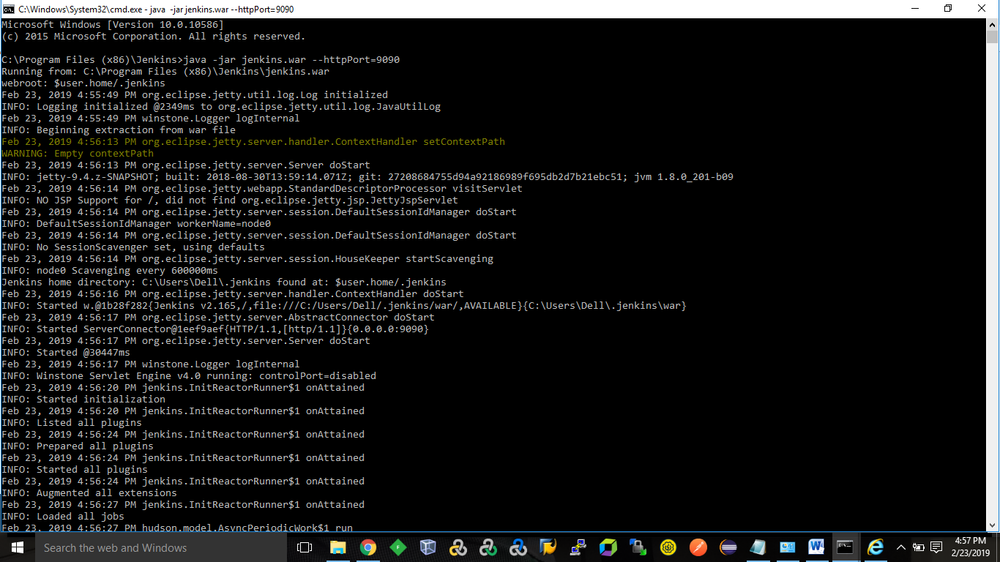 C:\Windows\System32\cmd.exe - java  -jar jenkins.war --httpPort=9090
Microsoft Windows [Version 10.0.10586]
(c) 2015 Microsoft Corporation. All rights reserved.
C:\Program Files (x86)\Jenkins>java -jar jenkins.war --httpPort=9090
Running from: C:\Program Files (x86)\Jenkins\jenkins.war
webroot: $user.home/.jenkins
Feb 23, 2019 4:55:49 PM org.eclipse.jetty.util.log.Log initialized
INFO: Logging initialized @2349ms to org.eclipse.jetty.util.log.JavaUtilLog
Feb 23, 2019 4:55:49 PM winstone.Logger logInternal
INFO: Beginning extraction from war file
Feb 23, 2019 4:56:13 PM org.eclipse.jetty.server.handler.ContextHandler setContextPath
WARNING: Empty contextPath
Feb 23, 2019 4:56:13 PM org.eclipse.jetty.server.Server doStart
INFO: jetty-9.4.z-SNAPSHOT; built: 2018-08-30T13:59:14.071Z; git: 27208684755d94a92186989f695db2d7b21ebc51; jvm 1.8.0_201-b09
Feb 23, 2019 4:56:14 PM org.eclipse.jetty.webapp.StandardDescriptorProcessor visitServlet
INFO: NO JSP Support for /, did not find org.eclipse.jetty.jsp.JettyJspServlet
Feb 23, 2019 4:56:14 PM org.eclipse.jetty.server.session.DefaultSessionIdManager doStart
INFO: DefaultSessionIdManager workerName=node0
Feb 23, 2019 4:56:14 PM org.eclipse.jetty.server.session.DefaultSessionIdManager doStart
INFO: No SessionScavenger set, using defaults
Feb 23, 2019 4:56:14 PM org.eclipse.jetty.server.session.HouseKeeper startScavenging
INFO: node0 Scavenging every 600000ms
Jenkins home directory: C:\Users\Dell\.jenkins found at: $user.home/.jenkins
Feb 23, 2019 4:56:16 PM org.eclipse.jetty.server.handler.ContextHandler doStart
INFO: Started w.@1b28f282{Jenkins v2.165,/,file:///C:/Users/Dell/.jenkins/war/,AVAILABLE}{C:\Users\Dell\.jenkins\war}
Feb 23, 2019 4:56:17 PM org.eclipse.jetty.server.AbstractConnector doStart
INFO: Started ServerConnector@1eef9aef{HTTP/1.1,[http/1.1]}{0.0.0.0:9090}
Feb 23, 2019 4:56:17 PM org.eclipse.jetty.server.Server doStart
INFO: Started @30447ms
Feb 23, 2019 4:56:17 PM winstone.Logger logInternal
INFO: Winstone Servlet Engine v4.0 running: controlPort=disabled
Feb 23, 2019 4:56:20 PM jenkins.InitReactorRunner$1 onAttained
INFO: Started initialization
Feb 23, 2019 4:56:20 PM jenkins.InitReactorRunner$1 onAttained
INFO: Listed all plugins
Feb 23, 2019 4:56:24 PM jenkins.InitReactorRunner$1 onAttained
INFO: Prepared all plugins
Feb 23, 2019 4:56:24 PM jenkins.InitReactorRunner$1 onAttained
INFO: Started all plugins
Feb 23, 2019 4:56:24 PM jenkins.InitReactorRunner$1 onAttained
INFO: Augmented all extensions
Feb 23, 2019 4:56:27 PM jenkins.InitReactorRunner$1 onAttained
INFO: Loaded all jobs
Feb 23, 2019 4:56:27 PM hudson.model.AsyncPeriodicWork$1 run
Search the web and Windows
4:57 PM
2/23/2019